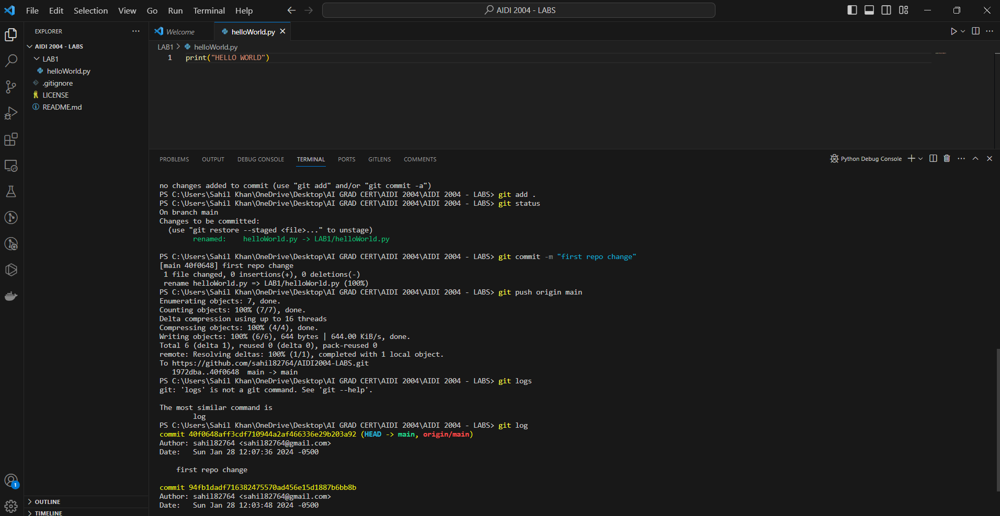 File Edit Selection View Go Run Terminal Help
AIDI 2004 - LABS
EXPLORER
AIDI 2004 - LABS
LAB1
helloWorld.py
.gitignore
LICENSE
README.md
OUTLINE
TIMELINE
1
Welcome
helloWorld.py
LAB1 > helloWorld.py
1 print("HELLO WORLD")
PROBLEMS OUTPUT DEBUG CONSOLE TERMINAL PORTS GITLENS COMMENTS
Python Debug Console
no changes added to commit (use "git add" and/or "git commit -a")
PS C:\Users\Sahil Khan\OneDrive\Desktop\AI GRAD CERT\AIDI 2004\AIDI 2004 - LABS> git add .
PS C:\Users\Sahil Khan\OneDrive\Desktop\AI GRAD CERT\AIDI 2004\AIDI 2004 - LABS> git status
On branch main
Changes to be committed:
  (use "git restore --staged <file>..." to unstage)
        renamed:    helloWorld.py -> LAB1/helloWorld.py
PS C:\Users\Sahil Khan\OneDrive\Desktop\AI GRAD CERT\AIDI 2004\AIDI 2004 - LABS> git commit -m "first repo change"
[main 40f0648] first repo change
 1 file changed, 0 insertions(+), 0 deletions(-)
 rename helloWorld.py => LAB1/helloWorld.py (100%)
PS C:\Users\Sahil Khan\OneDrive\Desktop\AI GRAD CERT\AIDI 2004\AIDI 2004 - LABS> git push origin main
Enumerating objects: 7, done.
Counting objects: 100% (7/7), done.
Delta compression using up to 16 threads
Compressing objects: 100% (4/4), done.
Writing objects: 100% (6/6), 644 bytes | 644.00 KiB/s, done.
Total 6 (delta 1), reused 0 (delta 0), pack-reused 0
remote: Resolving deltas: 100% (1/1), completed with 1 local object.
To https://github.com/sahil82764/AIDI2004-LABS.git
   1972dba..40f0648  main -> main
PS C:\Users\Sahil Khan\OneDrive\Desktop\AI GRAD CERT\AIDI 2004\AIDI 2004 - LABS> git logs
git: 'logs' is not a git command. See 'git --help'.
The most similar command is
        log
PS C:\Users\Sahil Khan\OneDrive\Desktop\AI GRAD CERT\AIDI 2004\AIDI 2004 - LABS> git log
commit 40f0648aff3cdf710944a2af466336e29b203a92 (HEAD -> main, origin/main)
Author: sahil82764 <sahil82764@gmail.com>
Date:   Sun Jan 28 12:07:36 2024 -0500
    first repo change
commit 94fb1dadf716382475570ad456e15d1887b6bb8b
Author: sahil82764 <sahil82764@gmail.com>
Date:   Sun Jan 28 12:03:48 2024 -0500